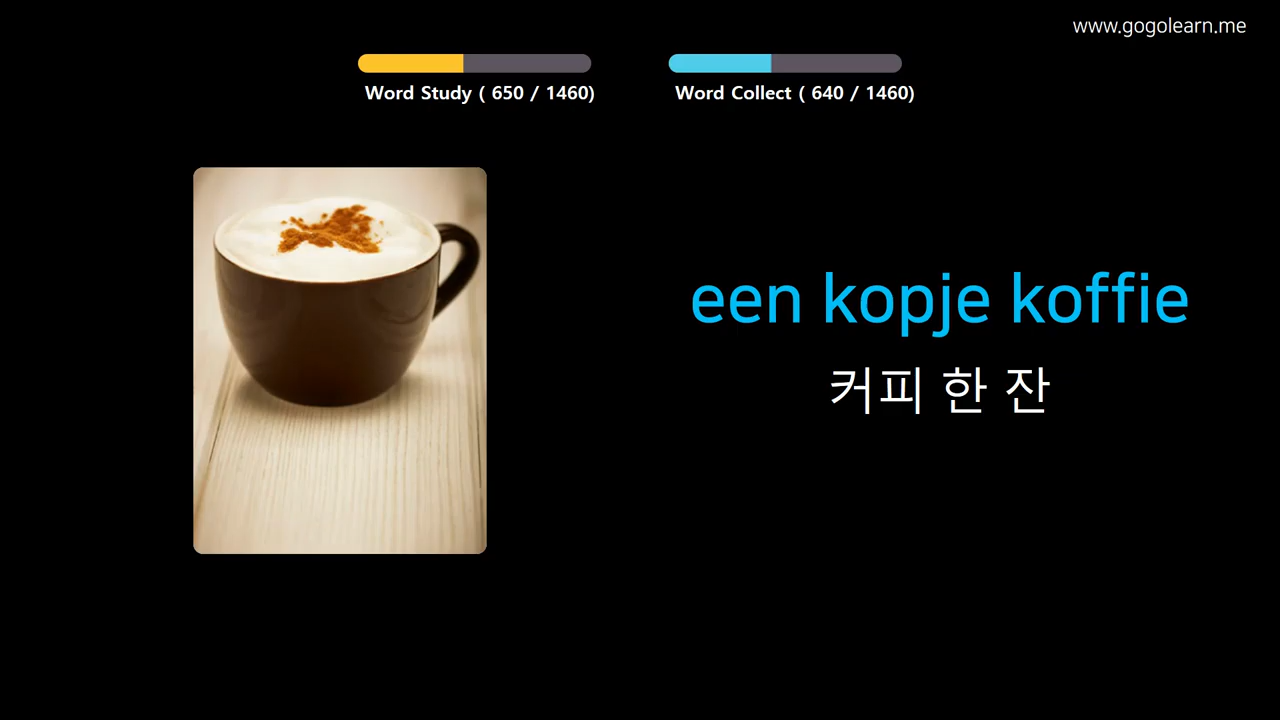 www.gogolearn.me
Word Study ( 650 / 1460)
Word Collect ( 640 / 1460)
een kopje koffie
커피 한 잔